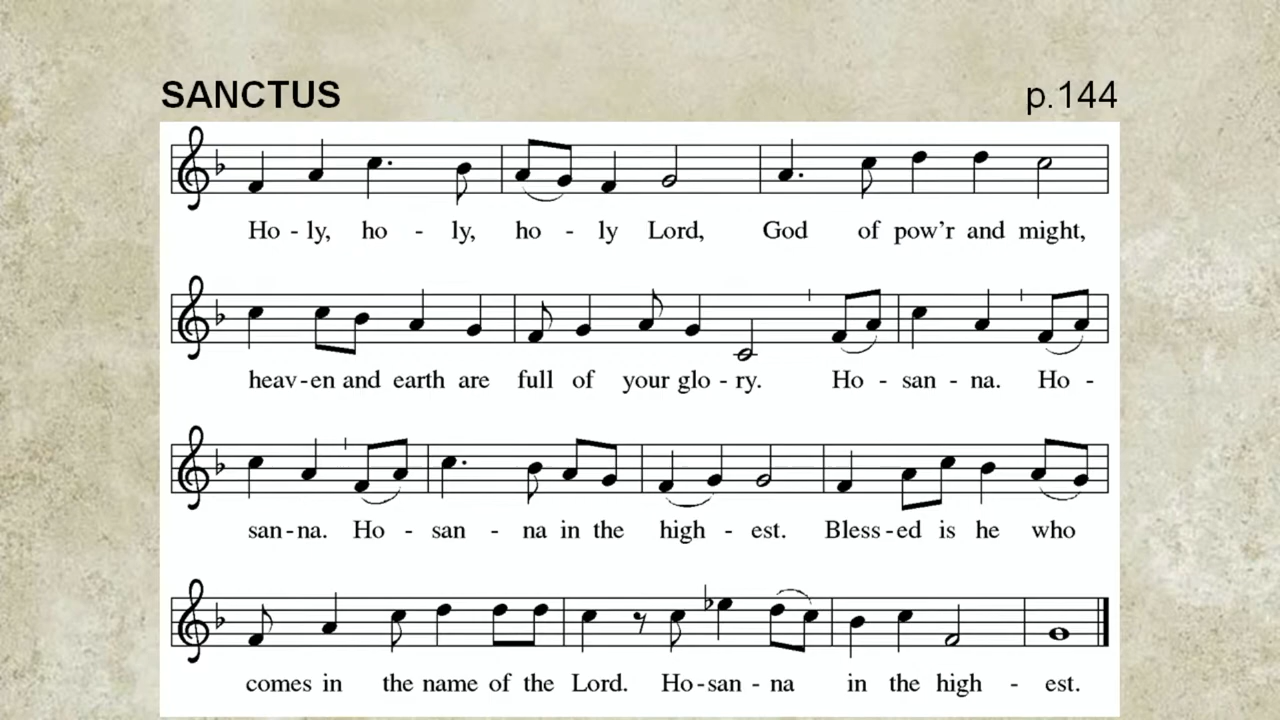 SANCTUS p.144
Ho - ly, ho - ly, ho - ly Lord, God of pow’r and might,
heav - en and earth are full of your glo - ry. Ho - san - na. Ho -
san - na. Ho - san - na in the high - est. Bless - ed is he who
comes in the name of the Lord. Ho - san - na in the high - est.